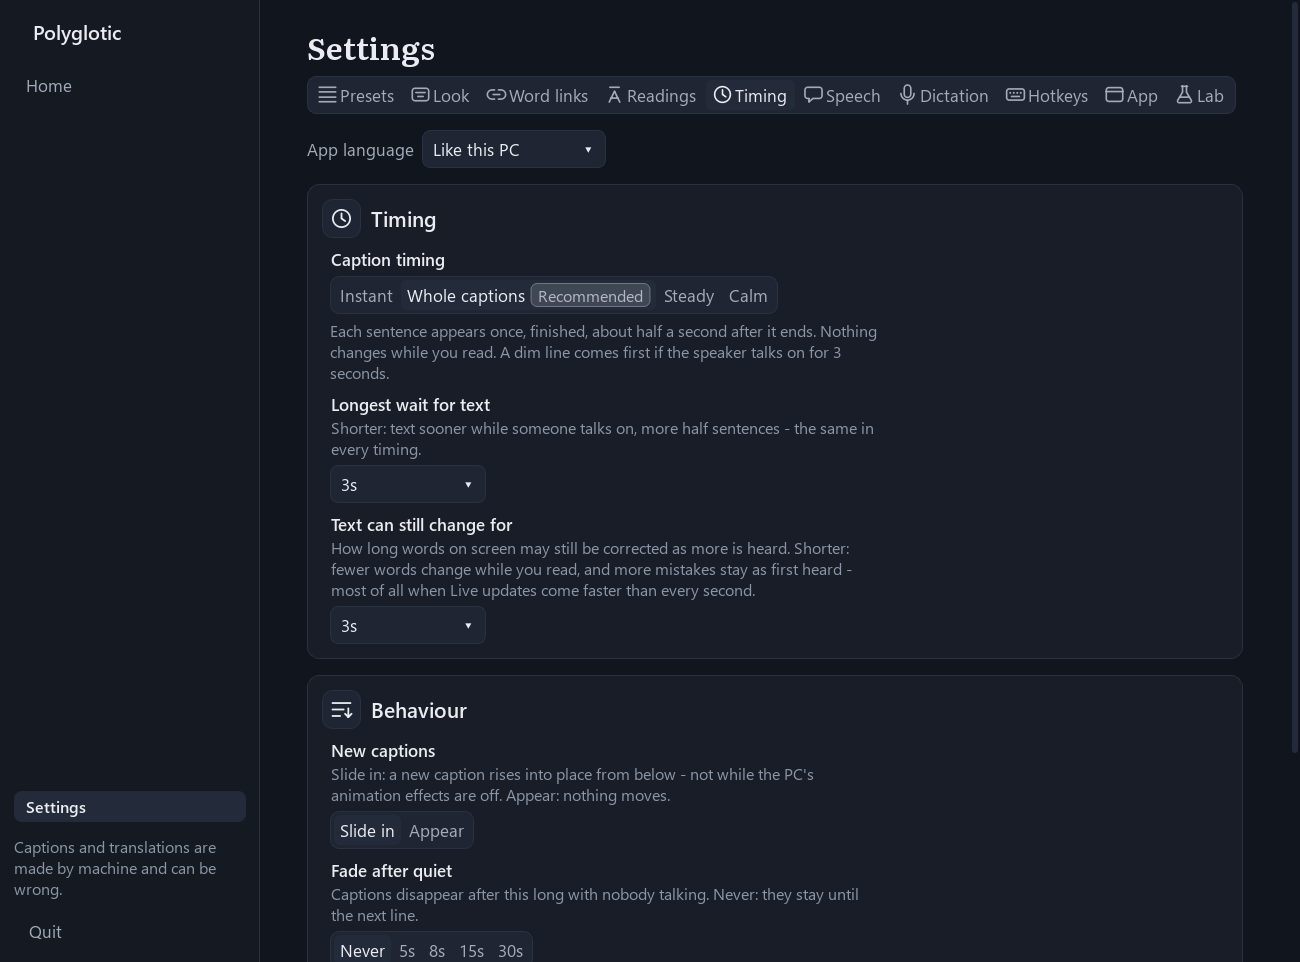 Polyglotic
Home
Settings
Captions and translations are
made by machine and can be
wrong.
Quit
Settings
Presets Look Word links Readings Timing Speech Dictation Hotkeys App Lab
App language Like this PC
Timing
Caption timing
Instant Whole captions Recommended Steady Calm
Each sentence appears once, finished, about half a second after it ends. Nothing
changes while you read. A dim line comes first if the speaker talks on for 3
seconds.
Longest wait for text
Shorter: text sooner while someone talks on, more half sentences - the same in
every timing.
3s
Text can still change for
How long words on screen may still be corrected as more is heard. Shorter:
fewer words change while you read, and more mistakes stay as first heard -
most of all when Live updates come faster than every second.
3s
Behaviour
New captions
Slide in: a new caption rises into place from below - not while the PC's
animation effects are off. Appear: nothing moves.
Slide in Appear
Fade after quiet
Captions disappear after this long with nobody talking. Never: they stay until
the next line.
Never 5s 8s 15s 30s